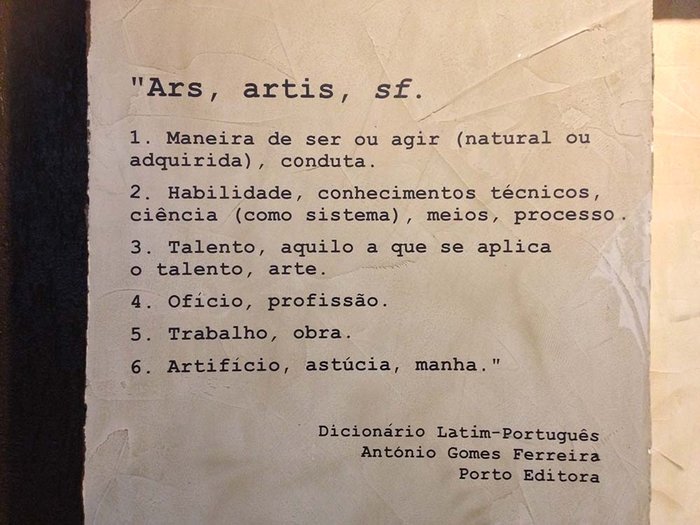 "Ars, artis, sf.
1. Maneira de ser ou agir (natural ou
adquirida), conduta.
2. Habilidade, conhecimentos técnicos,
ciência (como sistema), meios, processo.
3. Talento, aquilo a que se aplica
o talento, arte.
4. Ofício, profissão.
5. Trabalho, obra.
6. Artifício, astúcia, manha."
Dicionário Latim-Português
António Gomes Ferreira
Porto Editora